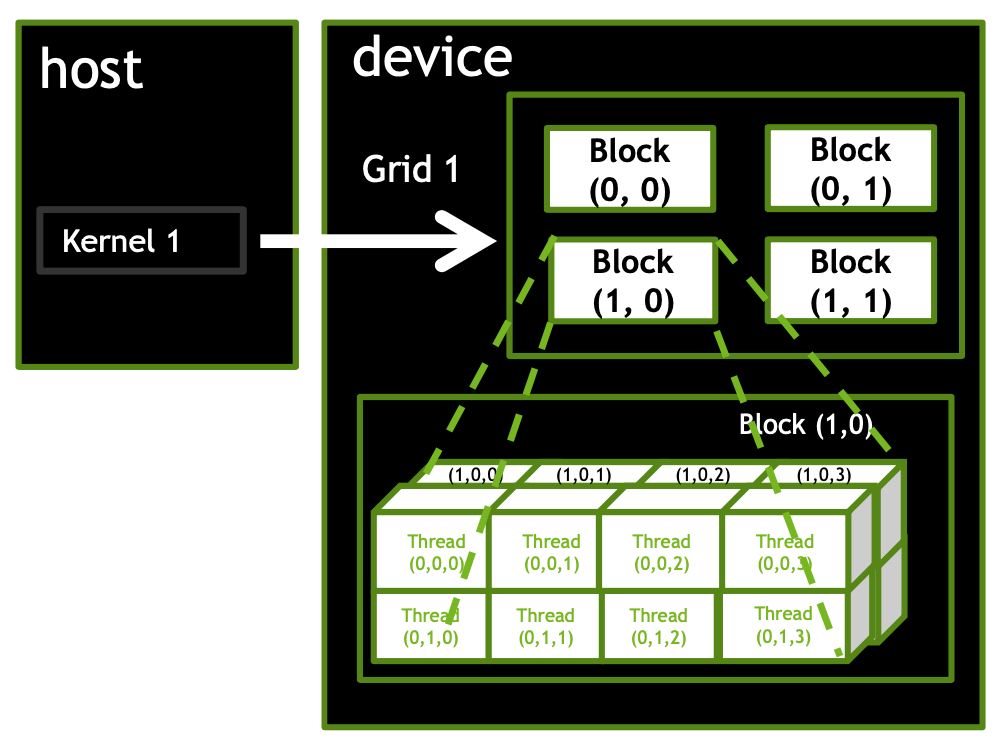 host
device
Grid 1
Kernel 1
Block
(0, 0)
Block
(0, 1)
Block
(1, 0)
Block
(1, 1)
Block (1,0)
(1,0,0)
(1,0,1)
(1,0,2)
(1,0,3)
Thread
(0,0,0)
Thread
(0,0,1)
Thread
(0,0,2)
Thread
(0,0,3)
Thread
(0,1,0)
Thread
(0,1,1)
Thread
(0,1,2)
Thread
(0,1,3)